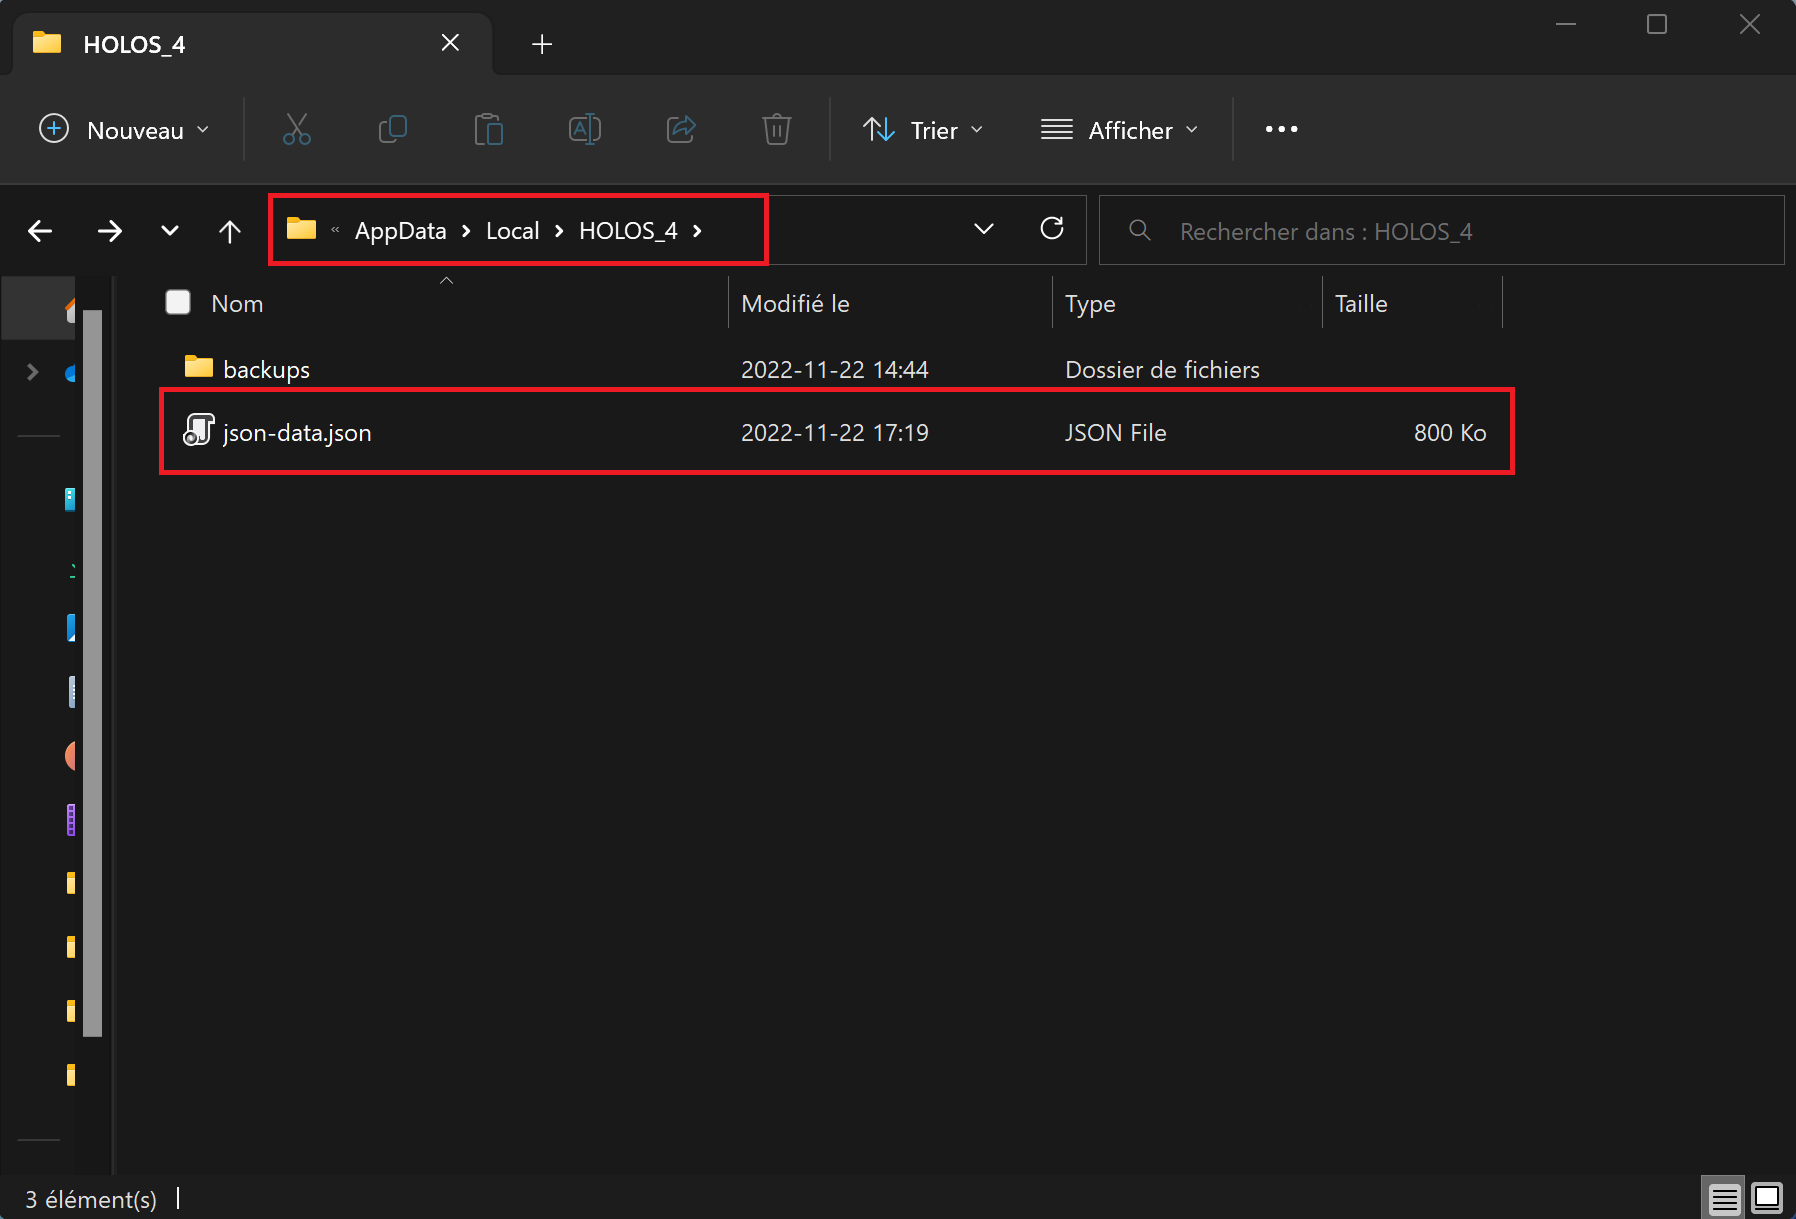 HOLOS_4
Nouveau Trier Afficher
« AppData > Local > HOLOS_4 > Rechercher dans : HOLOS_4
Nom Modifié le Type Taille
backups 2022-11-22 14:44 Dossier de fichiers
json-data.json 2022-11-22 17:19 JSON File 800 Ko
3 élément(s)